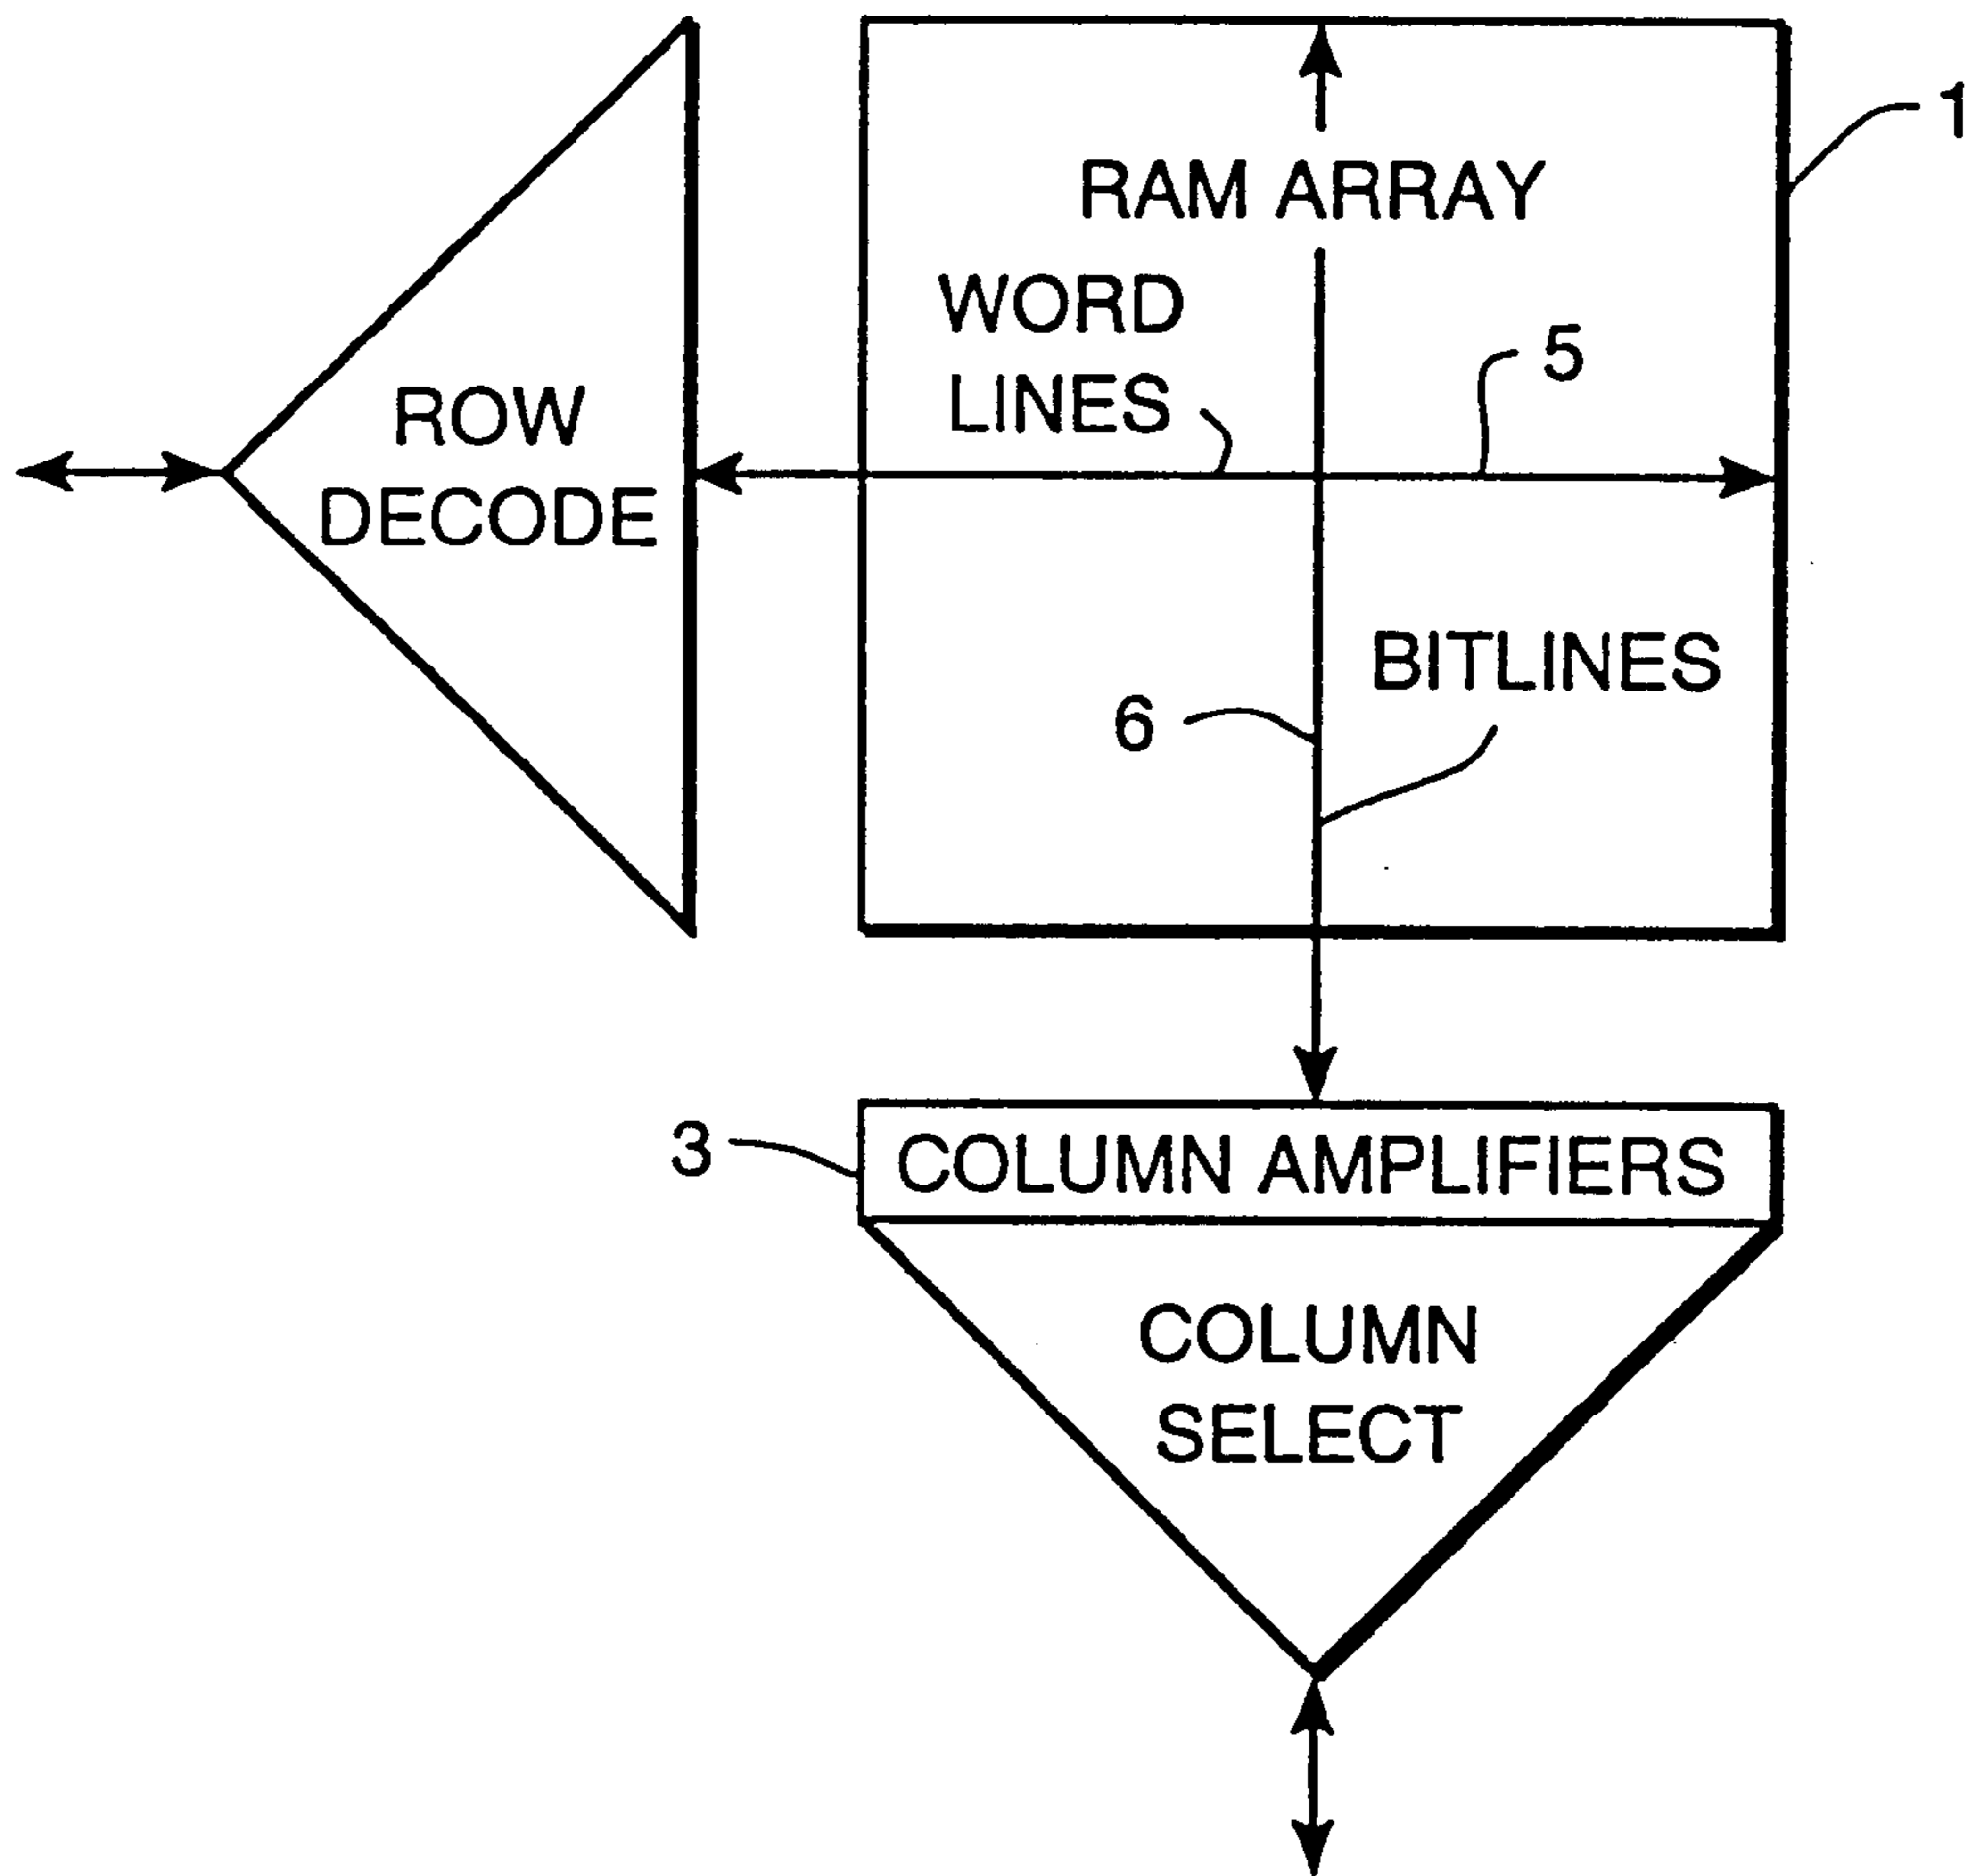 1
RAM ARRAY
WORD
LINES
5
ROW
DECODE
BITLINES
6
3
COLUMN AMPLIFIERS
COLUMN
SELECT